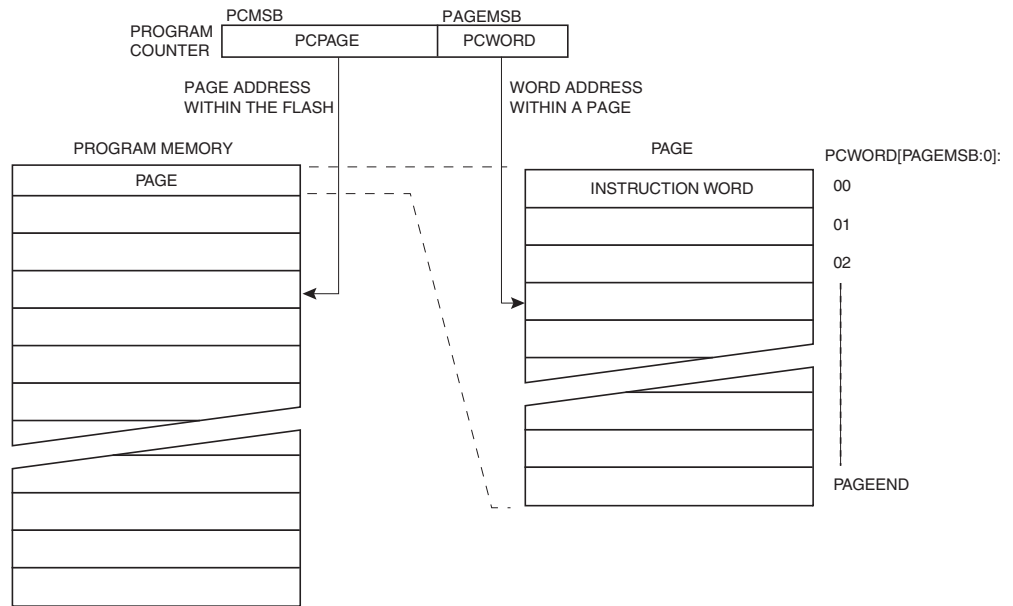 PCMSB PAGEMSB
PROGRAM
COUNTER
PCPAGE PCWORD
PAGE ADDRESS
WITHIN THE FLASH
WORD ADDRESS
WITHIN A PAGE
PROGRAM MEMORY
PAGE
PAGE
INSTRUCTION WORD
PCWORD[PAGEMSB:0]:
00
01
02
PAGEEND